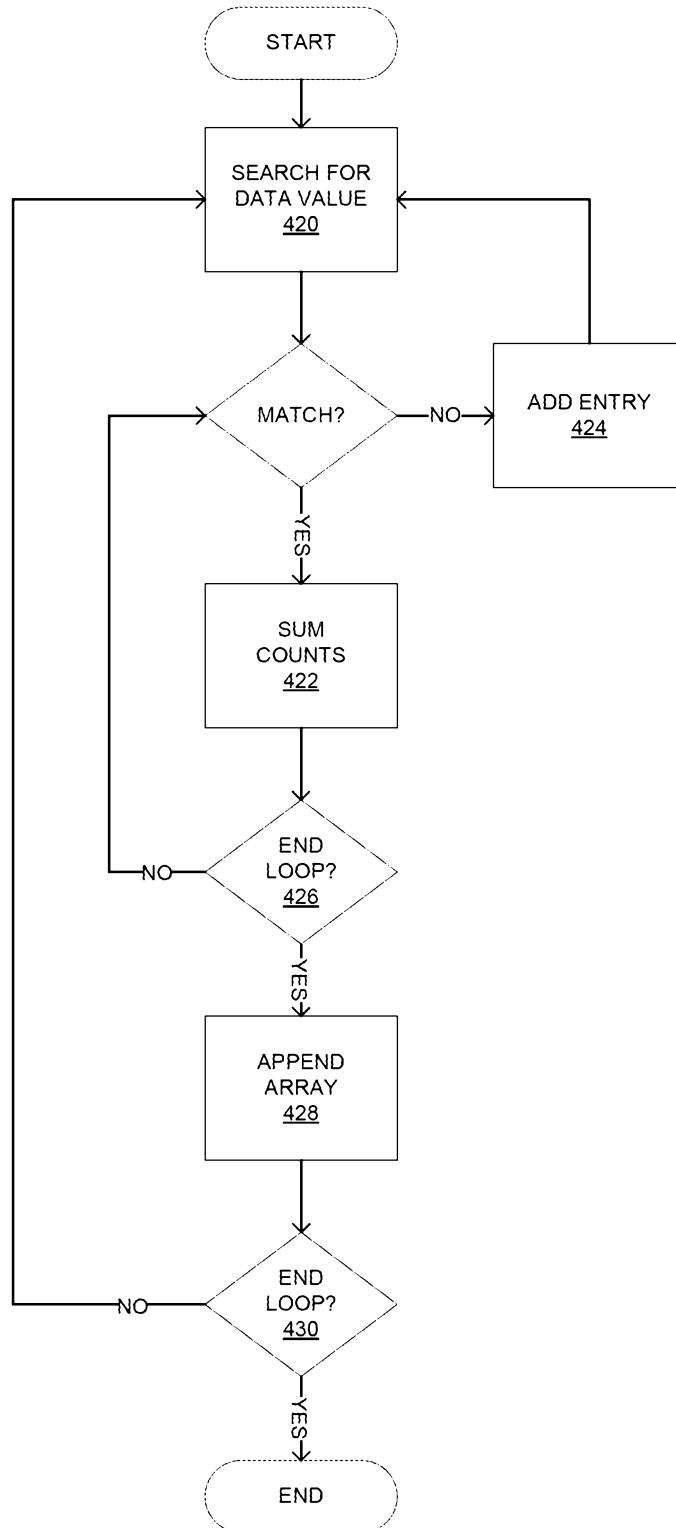 START
SEARCH FOR
DATA VALUE
420
MATCH?
NO
ADD ENTRY
424
YES
SUM
COUNTS
422
END
LOOP?
426
NO
YES
APPEND
ARRAY
428
END
LOOP?
430
NO
YES
END